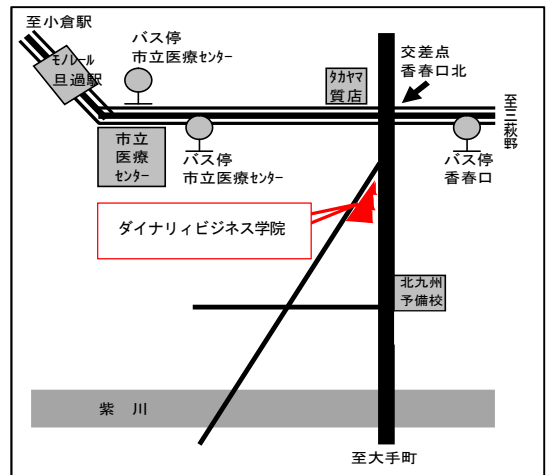 至小倉駅
バス停
市立医療センター
モノレール
旦過駅
タカヤマ
質店
交差点
香春口北
至三萩野
市立
医療
センター
バス停
市立医療センター
バス停
香春口
ダイナリィビジネス学院
北九州
予備校
紫 川
至大手町